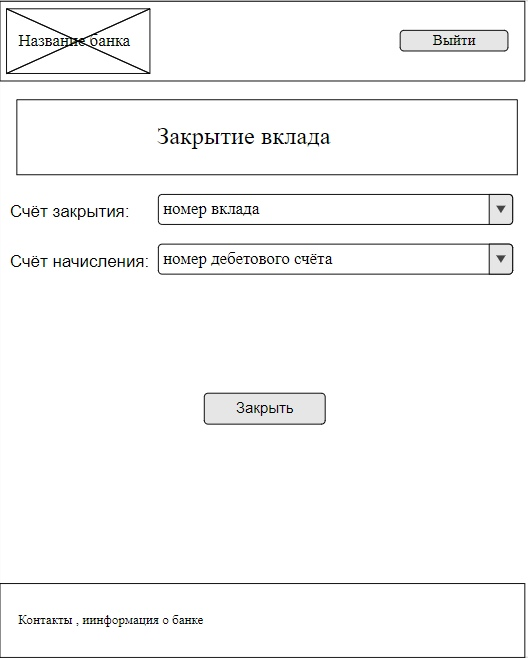 Название банка
Выйти
Закрытие вклада
Счёт закрытия:
номер вклада
Счёт начисления:
номер дебетового счёта
Закрыть
Контакты , иинформация о банке